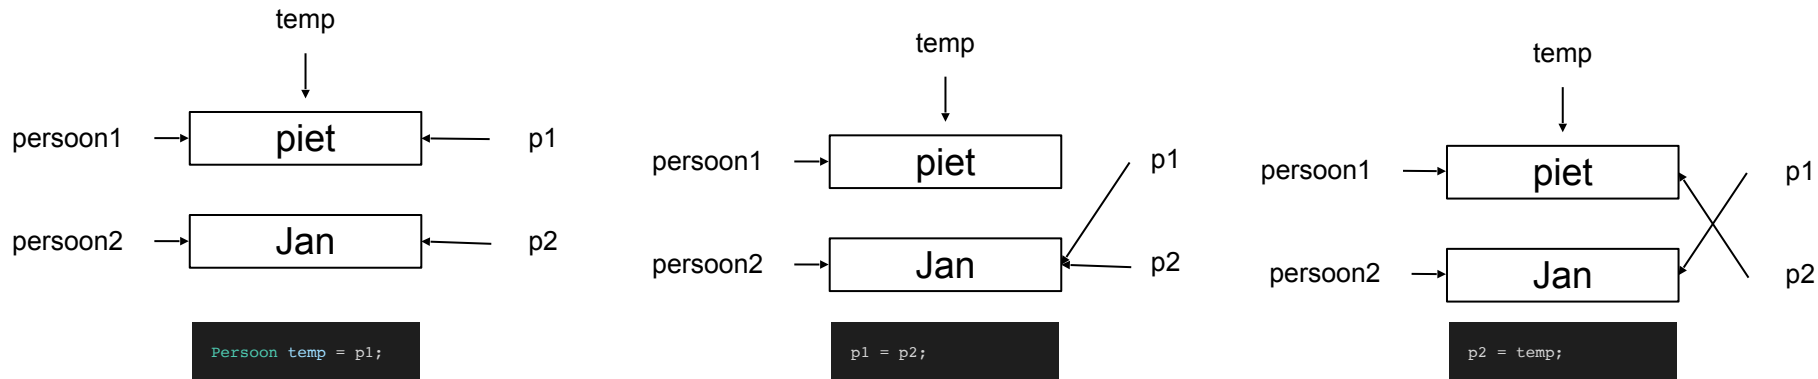 temp
persoon1
piet
p1
persoon2
Jan
p2
Persoon temp = p1;
temp
persoon1
piet
p1
persoon2
Jan
p2
p1 = p2;
temp
persoon1
piet
p1
persoon2
Jan
p2
p2 = temp;